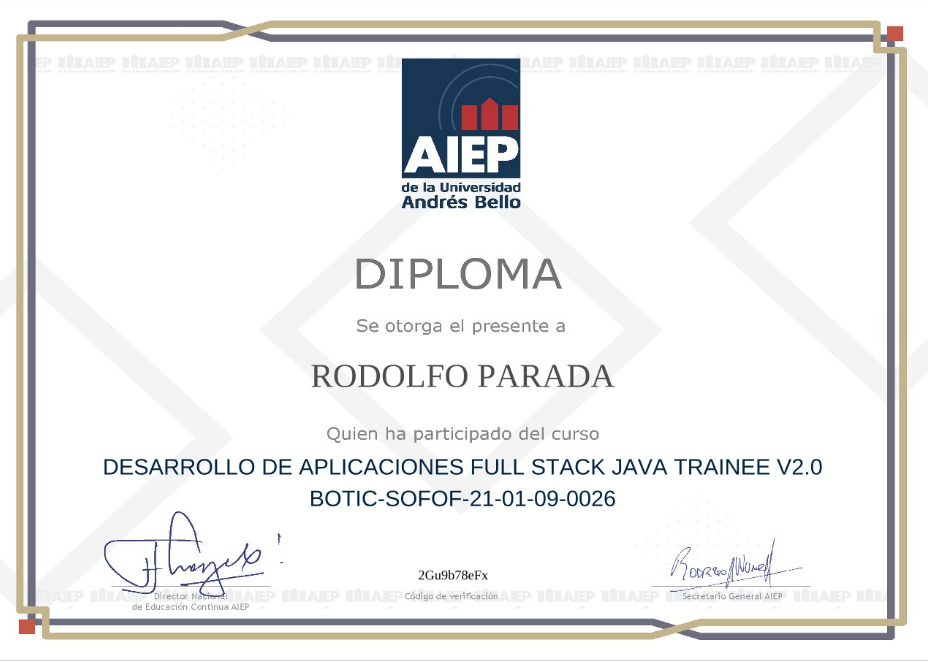 AIEP
de la Universidad
Andrés Bello
DIPLOMA
Se otorga el presente a
RODOLFO PARADA
Quien ha participado del curso
DESARROLLO DE APLICACIONES FULL STACK JAVA TRAINEE V2.0
BOTIC-SOFOF-21-01-09-0026
2Gu9b78eFx
Director Nacional
de Educación Continua AIEP
Código de verificación
Secretario General AIEP